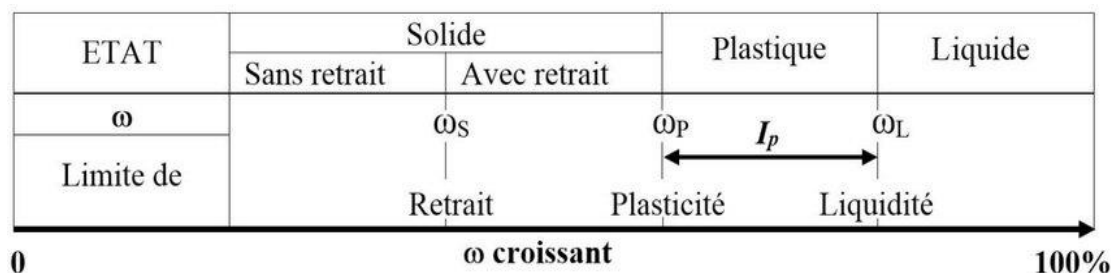 ETAT Solide Plastique Liquide
Sans retrait Avec retrait
ω ωS ωP ωL
Ip
Limite de
Retrait Plasticité Liquidité
0 ω croissant 100%